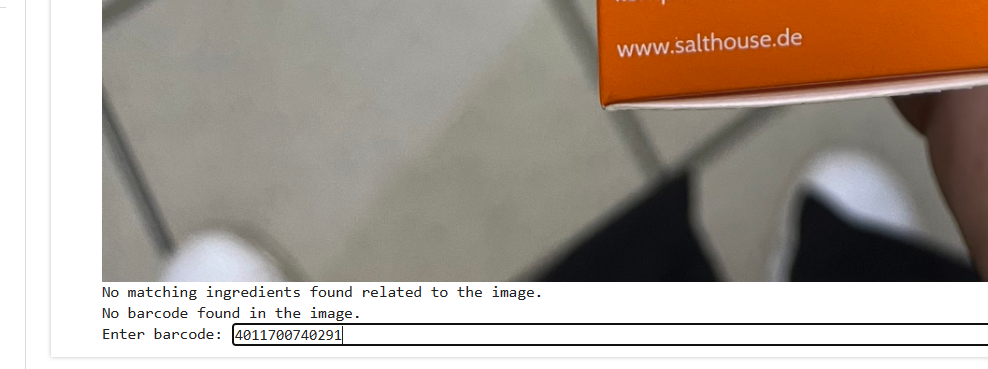 www.salthouse.de
No matching ingredients found related to the image.
No barcode found in the image.
Enter barcode: 4011700740291